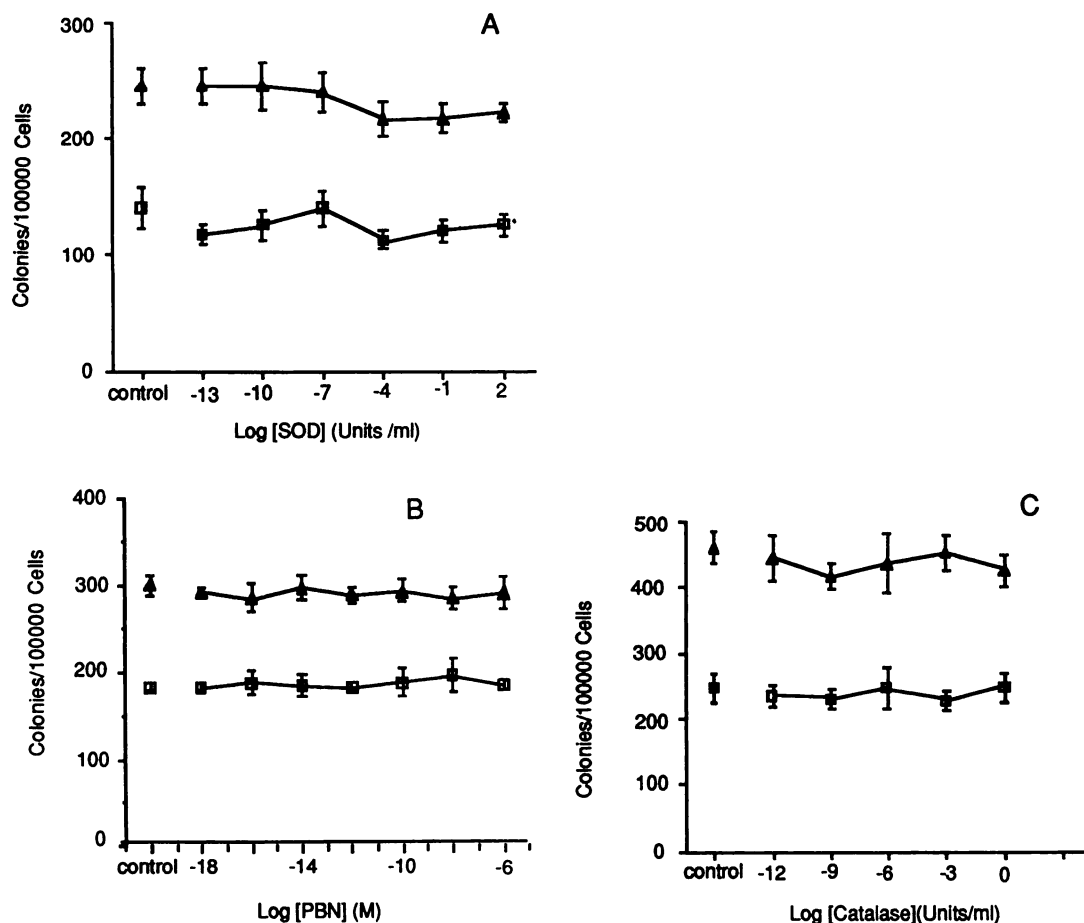 A
300
200
100
0
Colonies/100000 Cells
control -13 -10 -7 -4 -1 2
Log [SOD] (Units /ml)
B
400
300
200
100
0
Colonies/100000 Cells
control -18 -14 -10 -6
Log [PBN] (M)
C
500
400
300
200
100
0
Colonies/100000 Cells
control -12 -9 -6 -3 0
Log [Catalase](Units/ml)